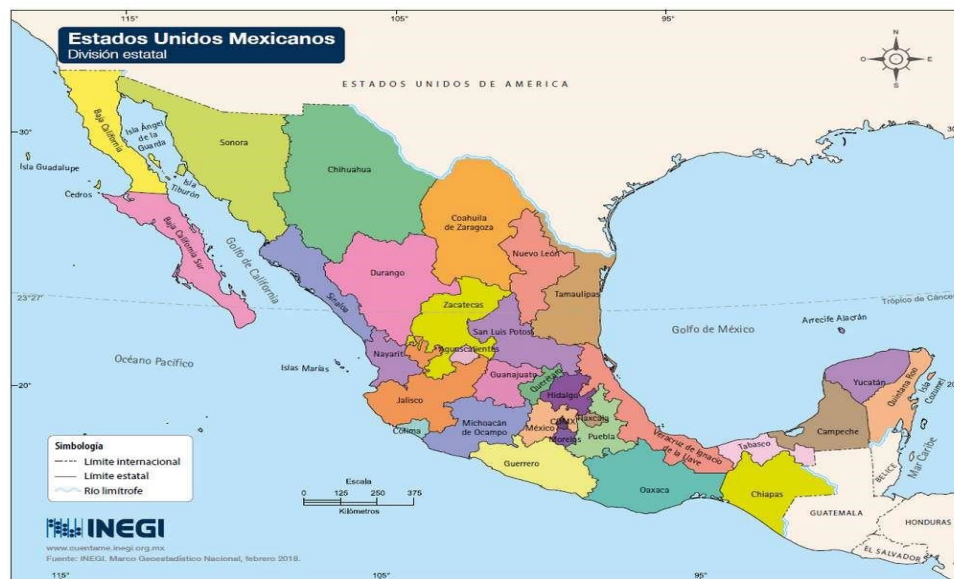 115°
105°
95°
Estados Unidos Mexicanos
División estatal
N
O
E
S
ESTADOS UNIDOS DE AMÉRICA
30°
30
Baja California
Isla Ángel
de la
Guarda
Sonora
Isla Guadalupe
Cedros
Isla
Tiburón
Chihuahua
Coahuila
de Zaragoza
Baja California Sur
Golfo de California
Nuevo León
Durango
23°27'
Sinaloa
Tamaulipas
Trópico de Cáncer
Zacatecas
Golfo de México
Arrecife Alacrán
San Luis Potosí
Océano Pacífico
Nayarit
Aguascalientes
Islas Marías
Guanajuato
Querétaro
Yucatán
Quintana Roo
Isla
Cozumel
20°
20
Hidalgo
Jalisco
Tlaxcala
México
CDMX
Michoacán
de Ocampo
Colima
Morelos
Puebla
Veracruz de Ignacio
de la Llave
Campeche
Tabasco
Mar Caribe
Simbología
Límite internacional
Límite estatal
Río limítrofe
Guerrero
BELICE
Escala
0 125 250 375
Kilómetros
Oaxaca
Chiapas
GUATEMALA
HONDURAS
EL SALVADOR
INEGI
www.cuentame.inegi.org.mx
Fuente: INEGI. Marco Geoestadístico Nacional, febrero 2018.
115°
105°
95°